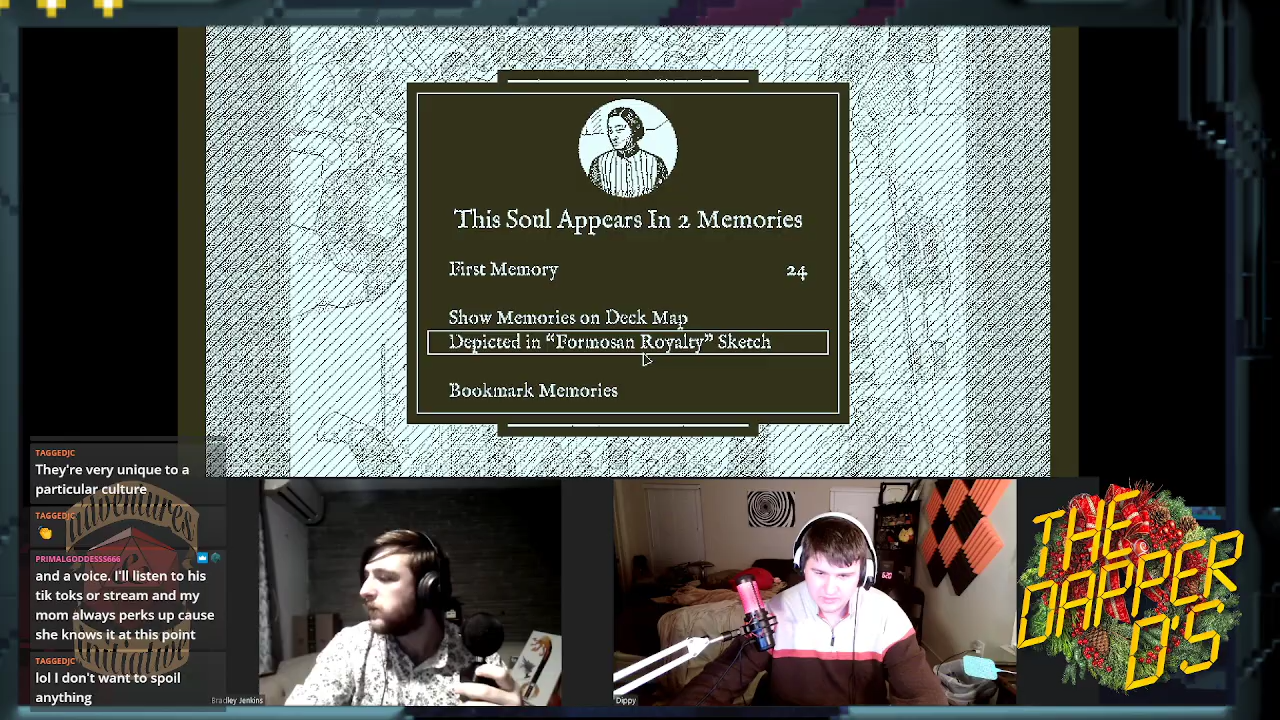 This Soul Appears In 2 Memories
First Memory 24
Show Memories on Deck Map
Depicted in “Formosan Royalty” Sketch
Bookmark Memories
TAGGEDJC
They're very unique to a
particular culture
TAGGEDJC
PRIMALGODDESSS666
and a voice. I'll listen to his
tik toks or stream and my
mom always perks up cause
she knows it at this point
TAGGEDJC
lol I don't want to spoil
anything
Adventures
Initiative
Bradley Jenkins
Dippy
THE
DAPPER
D'S